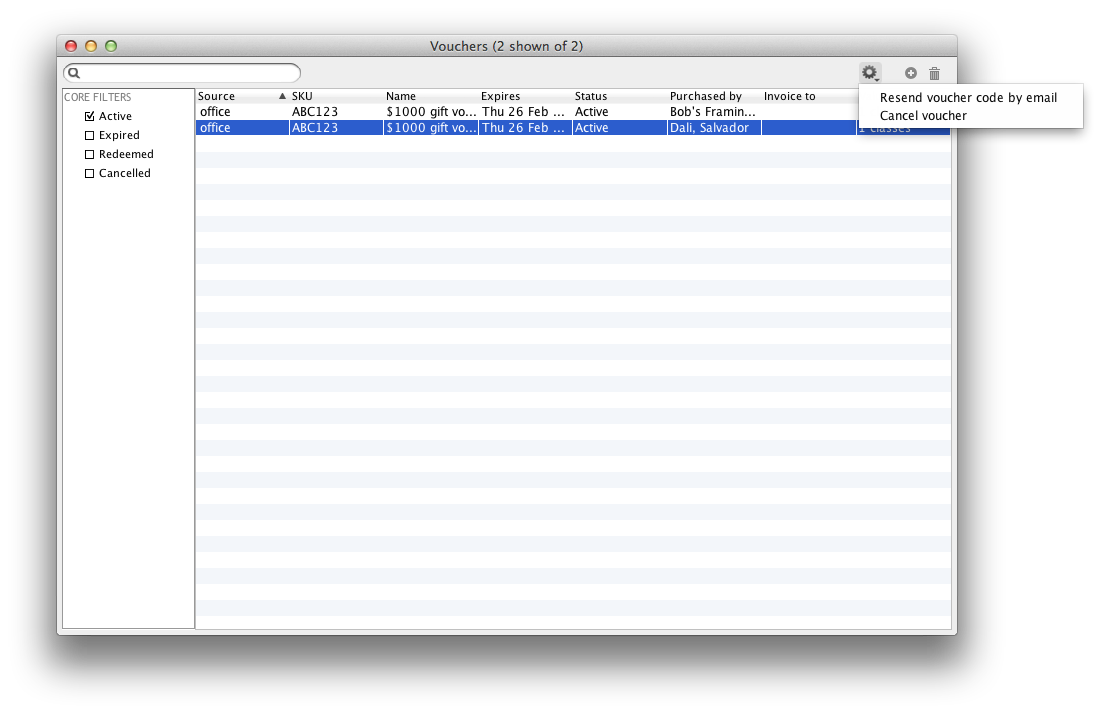 Vouchers (2 shown of 2)
CORE FILTERS
Active
Expired
Redeemed
Cancelled
Source SKU Name Expires Status Purchased by Invoice to
office ABC123 $1000 gift vo... Thu 26 Feb ... Active Bob's Framin...
office ABC123 $1000 gift vo... Thu 26 Feb ... Active Dali, Salvador 1 classes
Resend voucher code by email
Cancel voucher